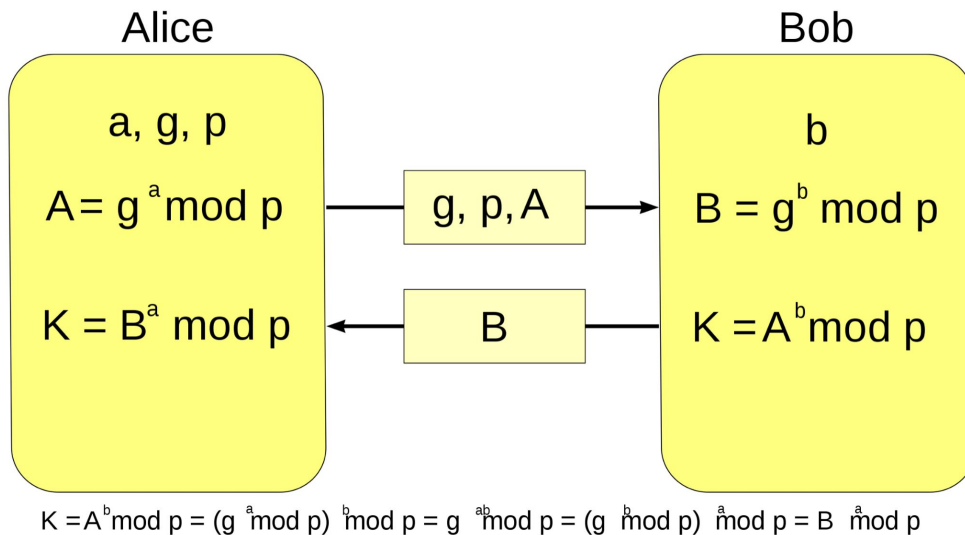 Alice
a, g, p
A = g^a mod p
K = B^a mod p
g, p, A
B
Bob
b
B = g^b mod p
K = A^b mod p
K = A^b mod p = (g^a mod p)^b mod p = g^ab mod p = (g^b mod p)^a mod p = B^a mod p